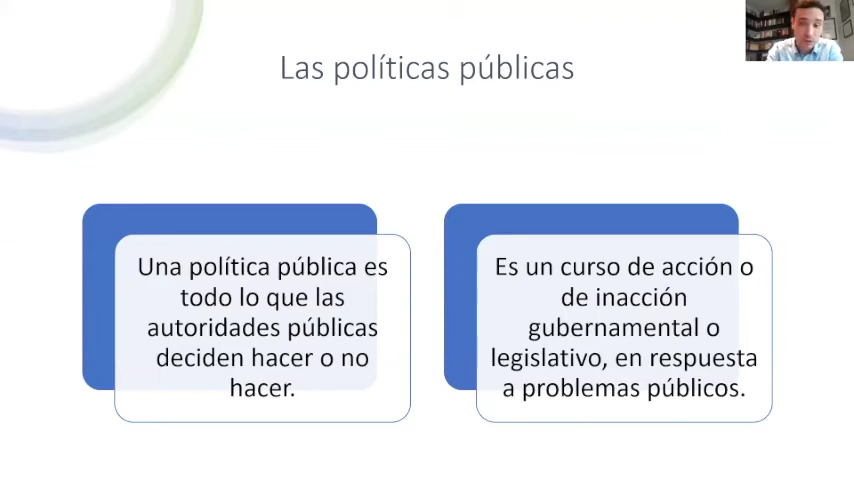 Las políticas públicas
Una política pública es
todo lo que las
autoridades públicas
deciden hacer o no
hacer.
Es un curso de acción o
de inacción
gubernamental o
legislativo, en respuesta
a problemas públicos.